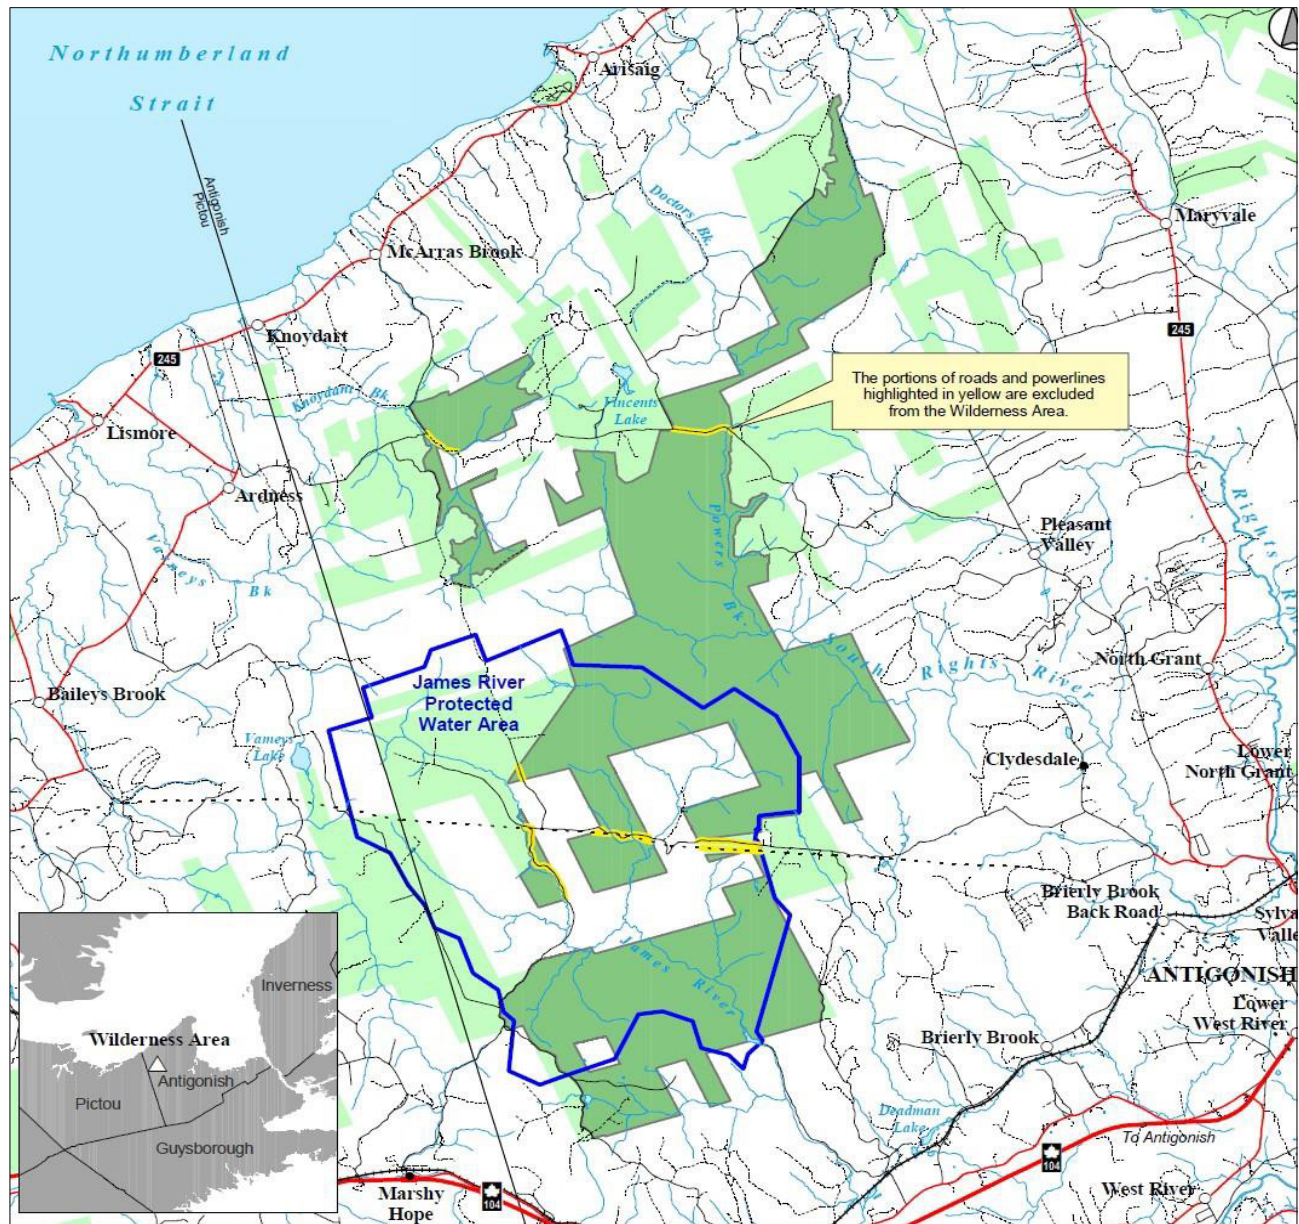 Northumberland
Strait
Arisaig
Antigonish
Pictou
Doctors Bk.
Maryvale
McArras Brook
245
Knoydart
245
The portions of roads and powerlines
highlighted in yellow are excluded
from the Wilderness Area.
Knoydart Bk.
Vincents
Lake
Lismore
Ardness
Powers
Bk.
Rights
Pleasant
Valley
Vameys
Bk
South Rights River
North Grant
Baileys Brook
James River
Protected
Water Area
Vameys
Lake
Clydesdale
Lower
North Grant
Brierly Brook
Back Road
Sylva
Valle
James
River
ANTIGONISH
Lower
West River
Inverness
Wilderness Area
Antigonish
Pictou
Guysborough
Brierly Brook
Deadman
Lake
To Antigonish
104
Marshy
Hope
104
West River